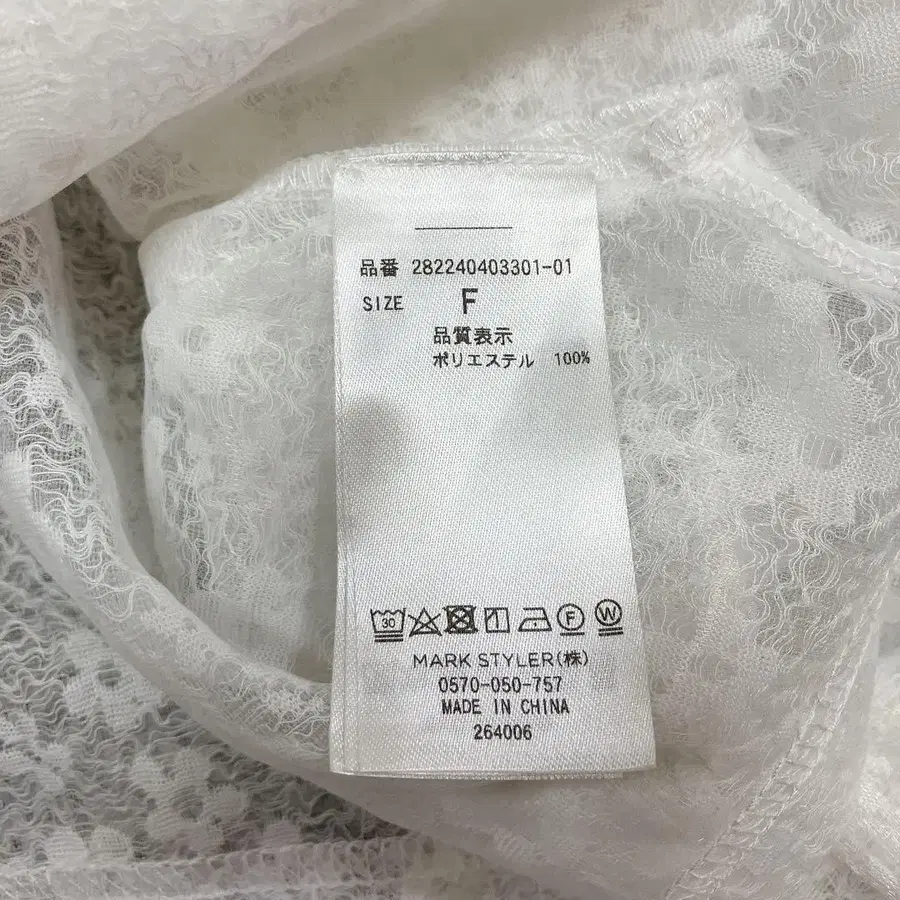 品番 282240403301-01
SIZE F
品質表示
ポリエステル 100%
30 F W
MARK STYLER(株)
0570-050-757
MADE IN CHINA
264006